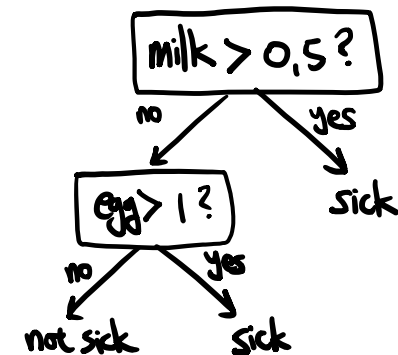 milk > 0,5?
no
yes
egg > 1?
sick
no
yes
not sick
sick